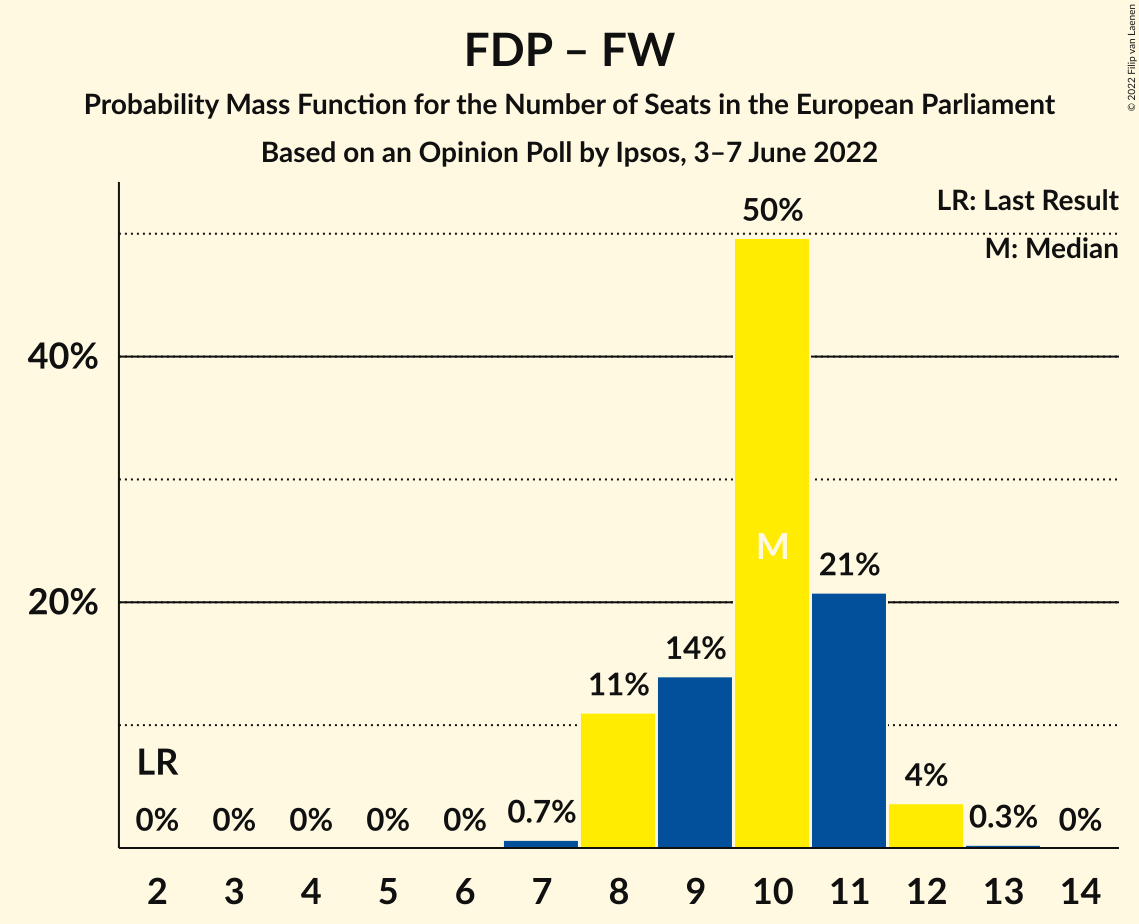 FDP – FW
Probability Mass Function for the Number of Seats in the European Parliament
Based on an Opinion Poll by Ipsos, 3–7 June 2022
© 2022 Filip van Laenen
LR: Last Result
M: Median
50%
40%
M
21%
20%
14%
11%
LR
4%
0% 0% 0% 0% 0% 0.7% 0.3% 0%
2 3 4 5 6 7 8 9 10 11 12 13 14